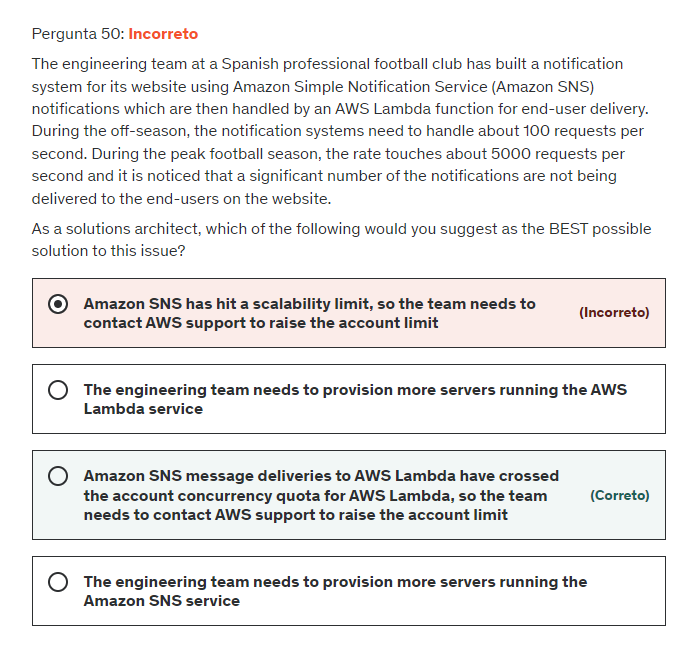 Pergunta 50: Incorreto
The engineering team at a Spanish professional football club has built a notification
system for its website using Amazon Simple Notification Service (Amazon SNS)
notifications which are then handled by an AWS Lambda function for end-user delivery.
During the off-season, the notification systems need to handle about 100 requests per
second. During the peak football season, the rate touches about 5000 requests per
second and it is noticed that a significant number of the notifications are not being
delivered to the end-users on the website.
As a solutions architect, which of the following would you suggest as the BEST possible
solution to this issue?
Amazon SNS has hit a scalability limit, so the team needs to
contact AWS support to raise the account limit
(Incorreto)
The engineering team needs to provision more servers running the AWS
Lambda service
Amazon SNS message deliveries to AWS Lambda have crossed
the account concurrency quota for AWS Lambda, so the team
needs to contact AWS support to raise the account limit
(Correto)
The engineering team needs to provision more servers running the
Amazon SNS service